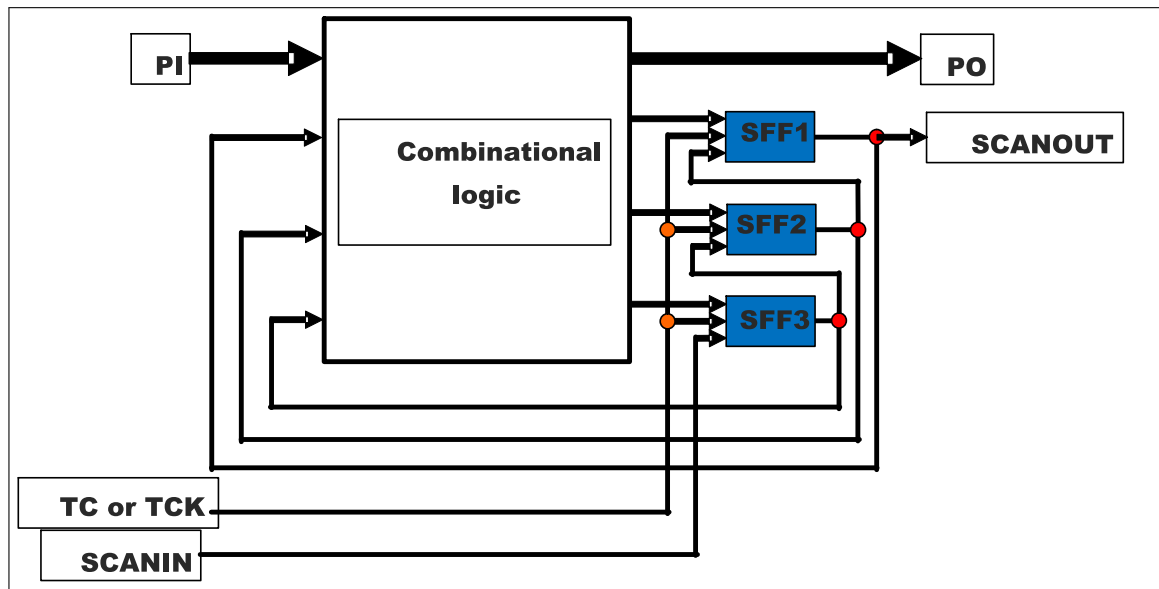 PI
PO
Combinational
logic
SFF1
SCANOUT
SFF2
SFF3
TC or TCK
SCANIN